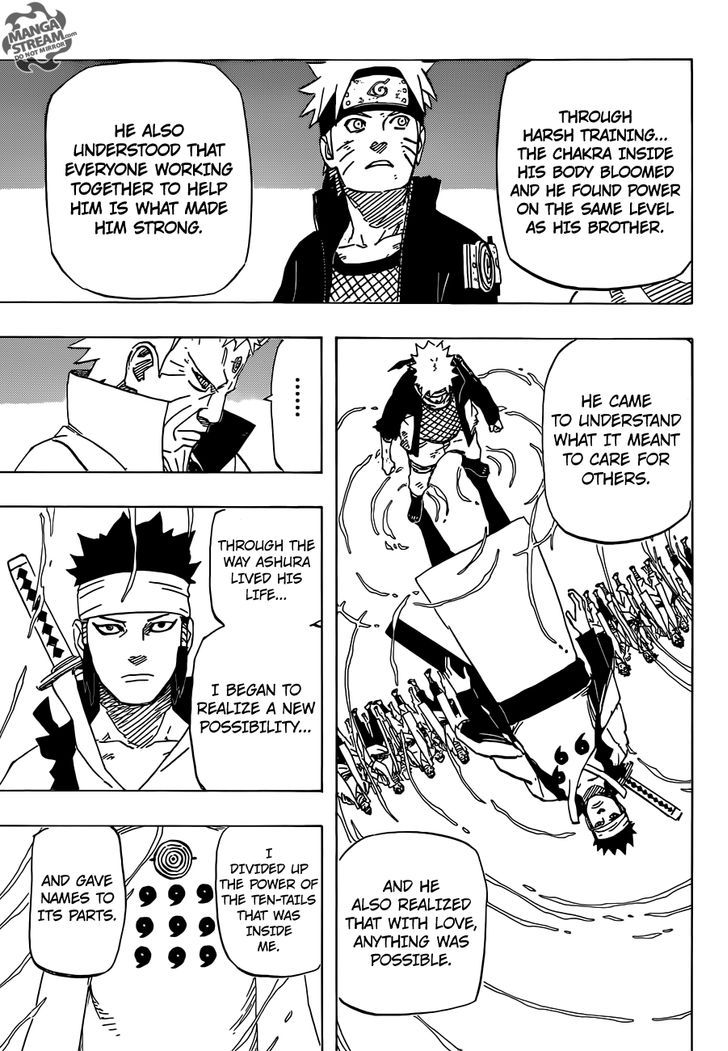 MANGA
STREAM.COM
DO NOT MIRROR
THROUGH
HARSH TRAINING...
THE CHAKRA INSIDE
HIS BODY BLOOMED
AND HE FOUND POWER
ON THE SAME LEVEL
AS HIS BROTHER.
HE ALSO
UNDERSTOOD THAT
EVERYONE WORKING
TOGETHER TO HELP
HIM IS WHAT MADE
HIM STRONG.
HE CAME
TO UNDERSTAND
WHAT IT MEANT
TO CARE FOR
OTHERS.
AND HE
ALSO REALIZED
THAT WITH LOVE,
ANYTHING WAS
POSSIBLE.
......
THROUGH THE
WAY ASHURA
LIVED HIS
LIFE...
I BEGAN TO
REALIZE A NEW
POSSIBILITY...
I
DIVIDED UP
THE POWER OF
THE TEN-TAILS
THAT WAS
INSIDE
ME.
AND GAVE
NAMES TO
ITS PARTS.